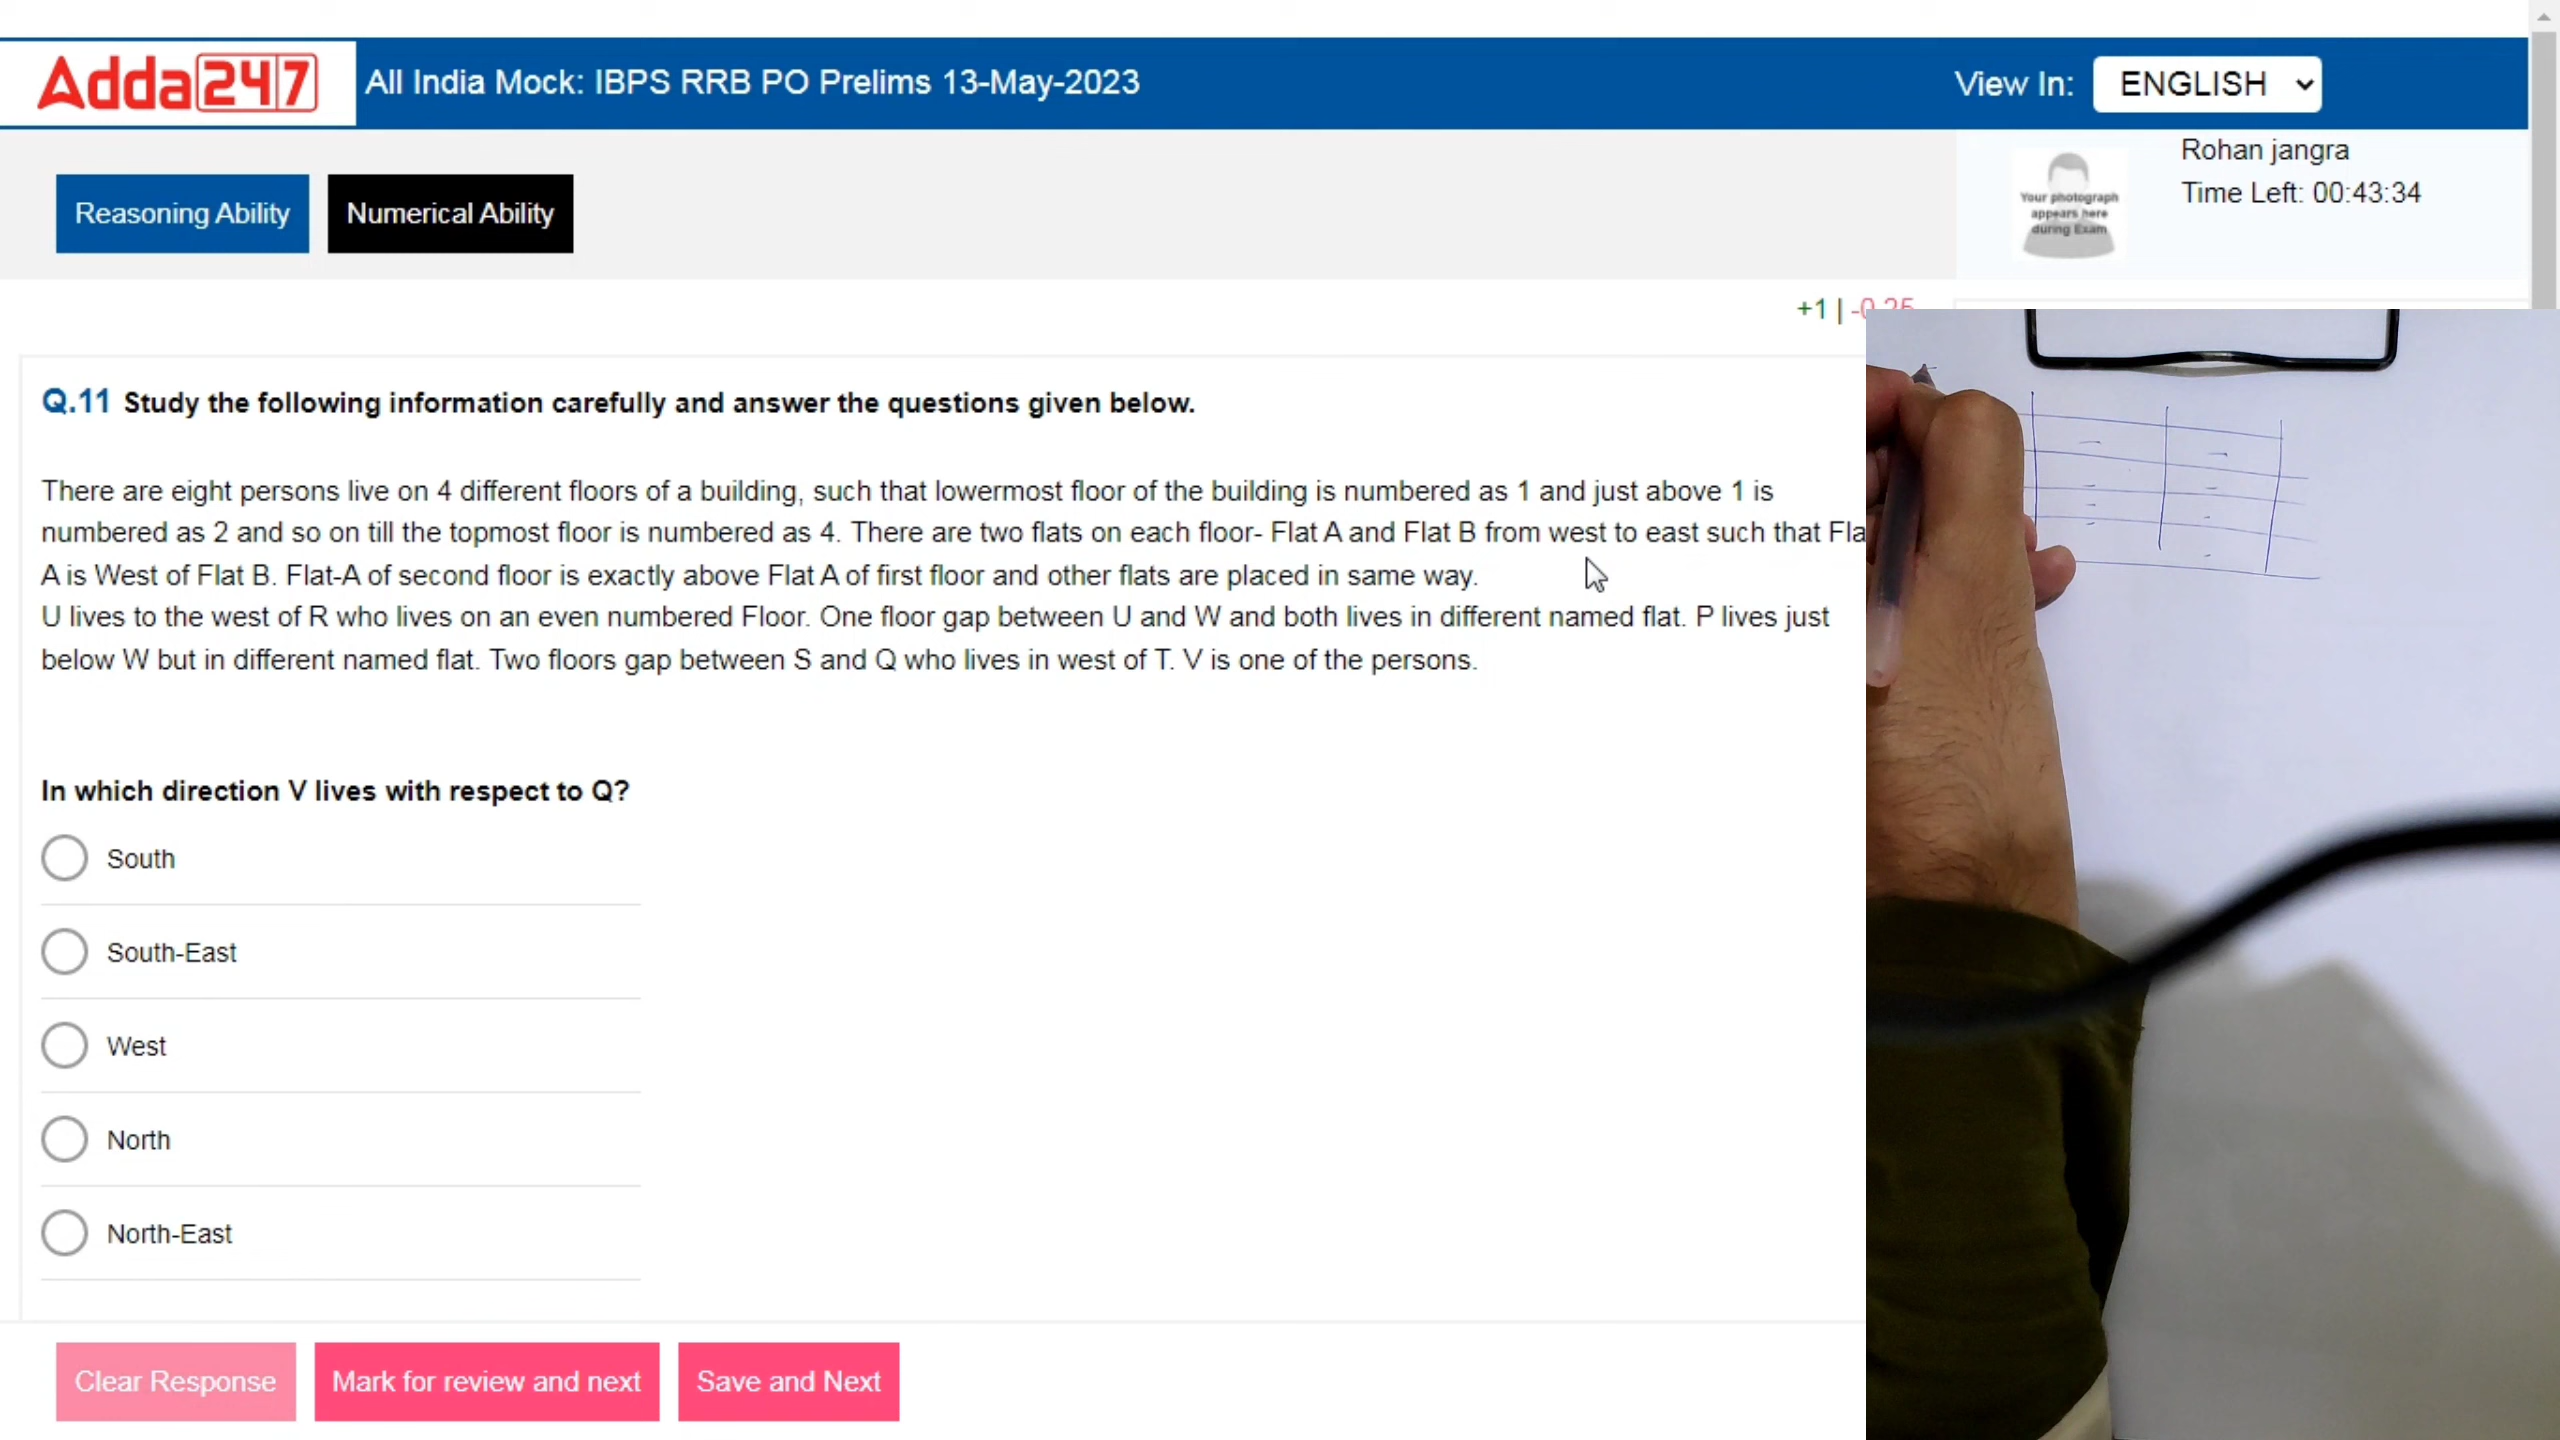 Adda247
All India Mock: IBPS RRB PO Prelims 13-May-2023
View In:
ENGLISH
Reasoning Ability
Numerical Ability
Your photograph
appears here
during Exam
Rohan jangra
Time Left: 00:43:34
+1 | -0.25
Q.11 Study the following information carefully and answer the questions given below.
There are eight persons live on 4 different floors of a building, such that lowermost floor of the building is numbered as 1 and just above 1 is
numbered as 2 and so on till the topmost floor is numbered as 4. There are two flats on each floor- Flat A and Flat B from west to east such that Fla
A is West of Flat B. Flat-A of second floor is exactly above Flat A of first floor and other flats are placed in same way.
U lives to the west of R who lives on an even numbered Floor. One floor gap between U and W and both lives in different named flat. P lives just
below W but in different named flat. Two floors gap between S and Q who lives in west of T. V is one of the persons.
In which direction V lives with respect to Q?
South
South-East
West
North
North-East
Clear Response
Mark for review and next
Save and Next